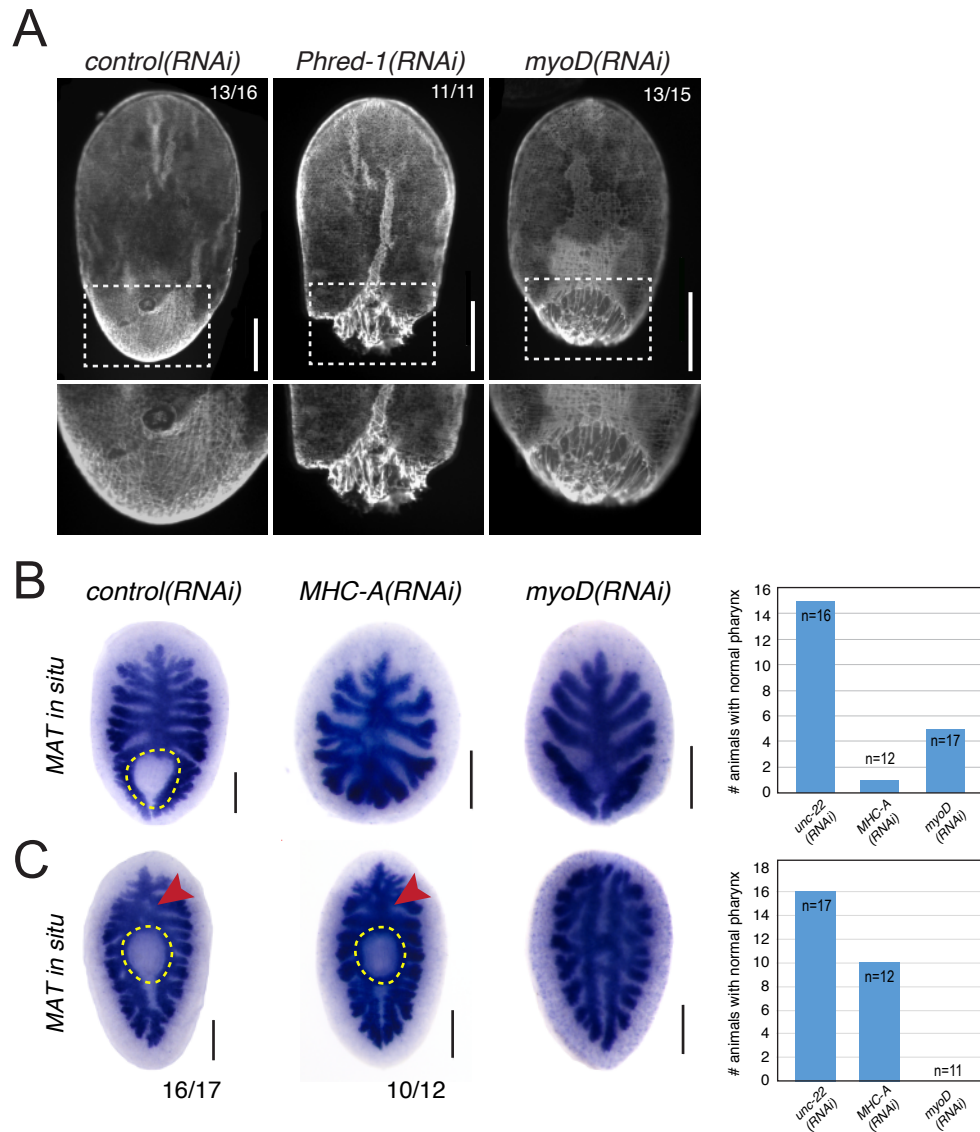 A
control(RNAi) Phred-1(RNAi) myoD(RNAi)
13/16 11/11 13/15
B
control(RNAi) MHC-A(RNAi) myoD(RNAi)
MAT in situ
# animals with normal pharynx
16
14
12
10
8
6
4
2
0
n=16
n=12
n=17
unc-22 (RNAi)
MHC-A (RNAi)
myoD (RNAi)
C
MAT in situ
16/17 10/12
# animals with normal pharynx
18
16
14
12
10
8
6
4
2
0
n=17
n=12
n=11
unc-22 (RNAi)
MHC-A (RNAi)
myoD (RNAi)